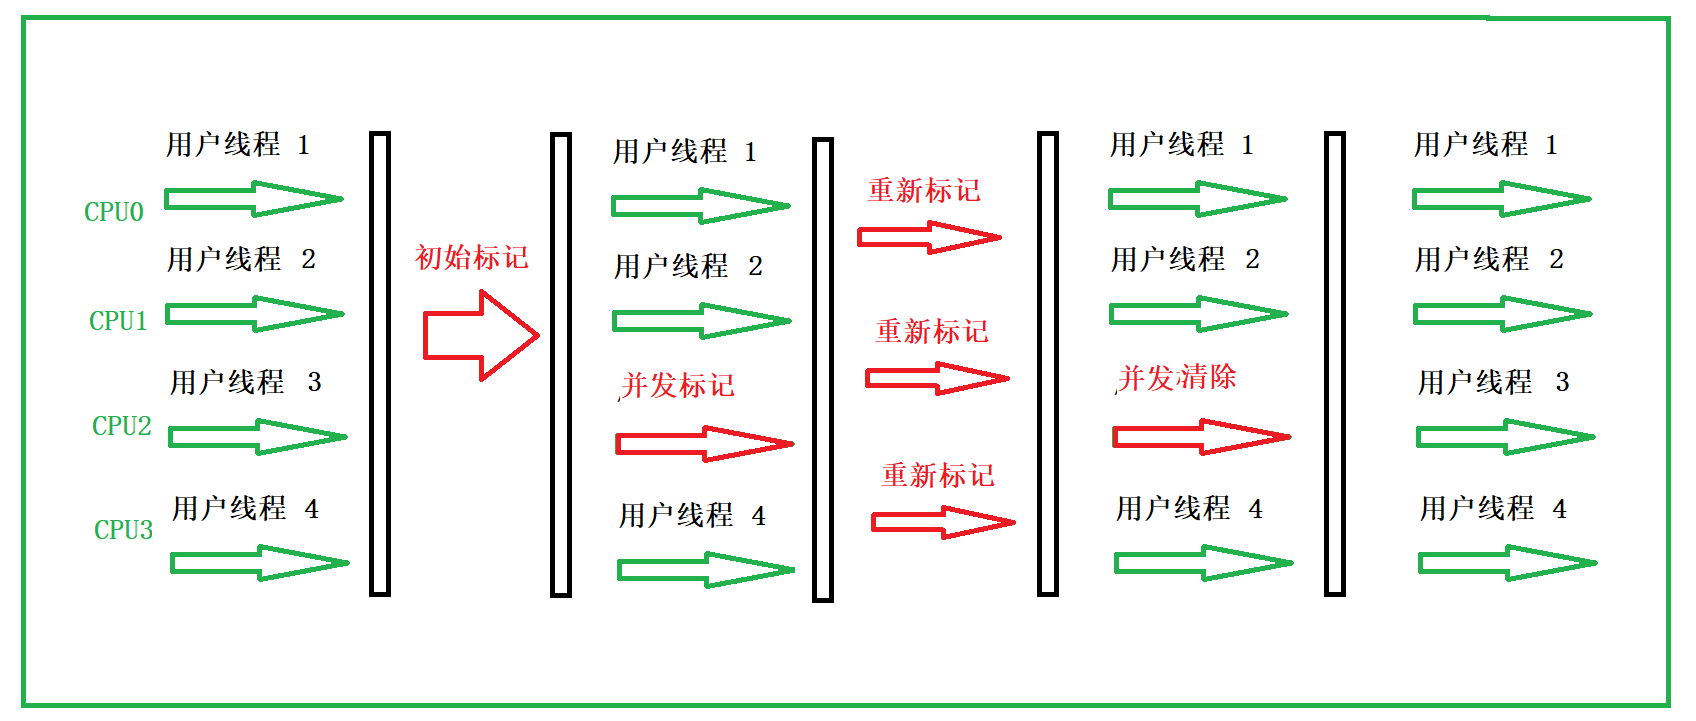 用户线程 1
CPU0
用户线程 2
CPU1
用户线程 3
CPU2
用户线程 4
CPU3
初始标记
用户线程 1
用户线程 2
并发标记
用户线程 4
重新标记
重新标记
重新标记
用户线程 1
用户线程 2
并发清除
用户线程 4
用户线程 1
用户线程 2
用户线程 3
用户线程 4